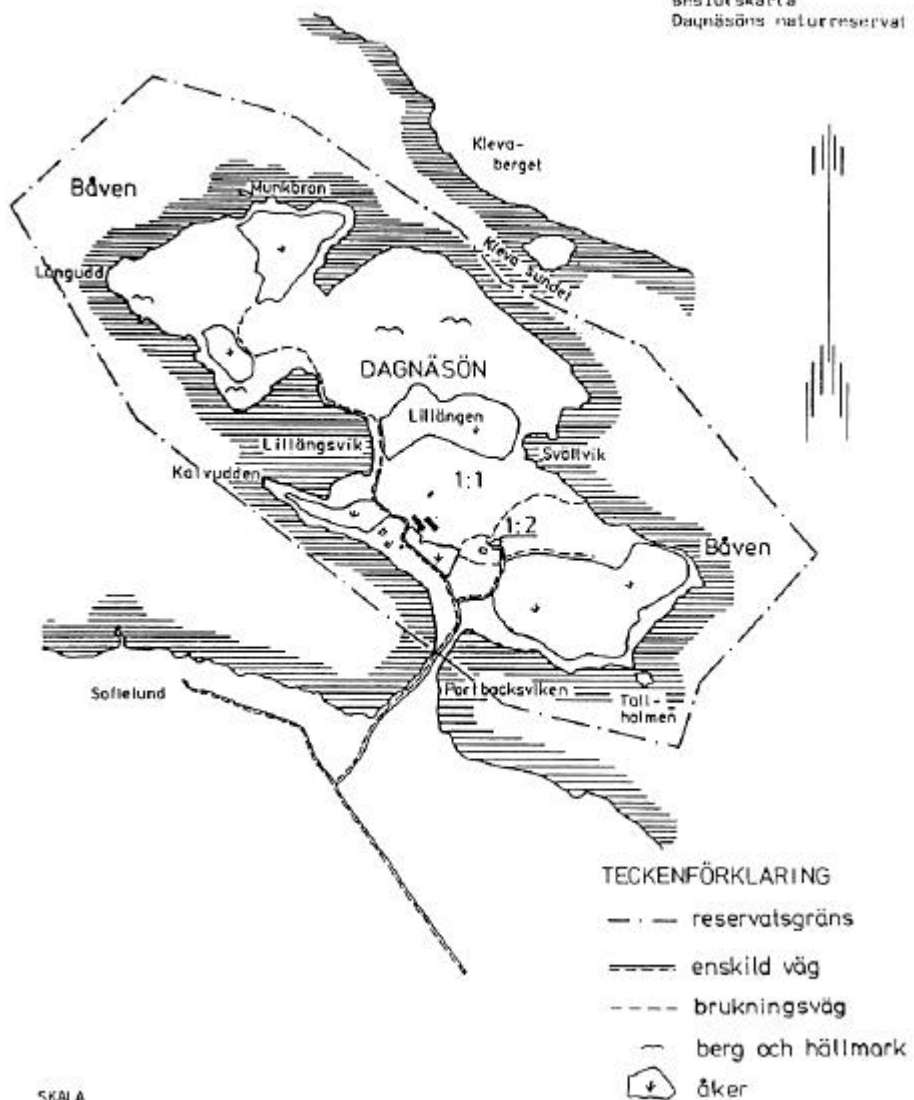 Dagnäsöns naturreservat
Kleva-
berget
Båven
Munkbron
Kleva Sundet
Långudd
DAGNÄSÖN
Lillängen
Lillängsvik
Svällvik
Kalvudden
1:1
1:2
Båven
Sofielund
Portbacksviken
Tall-
holmen
TECKENFÖRKLARING
reservatsgräns
enskild väg
brukningsväg
berg och hällmark
åker
SKALA